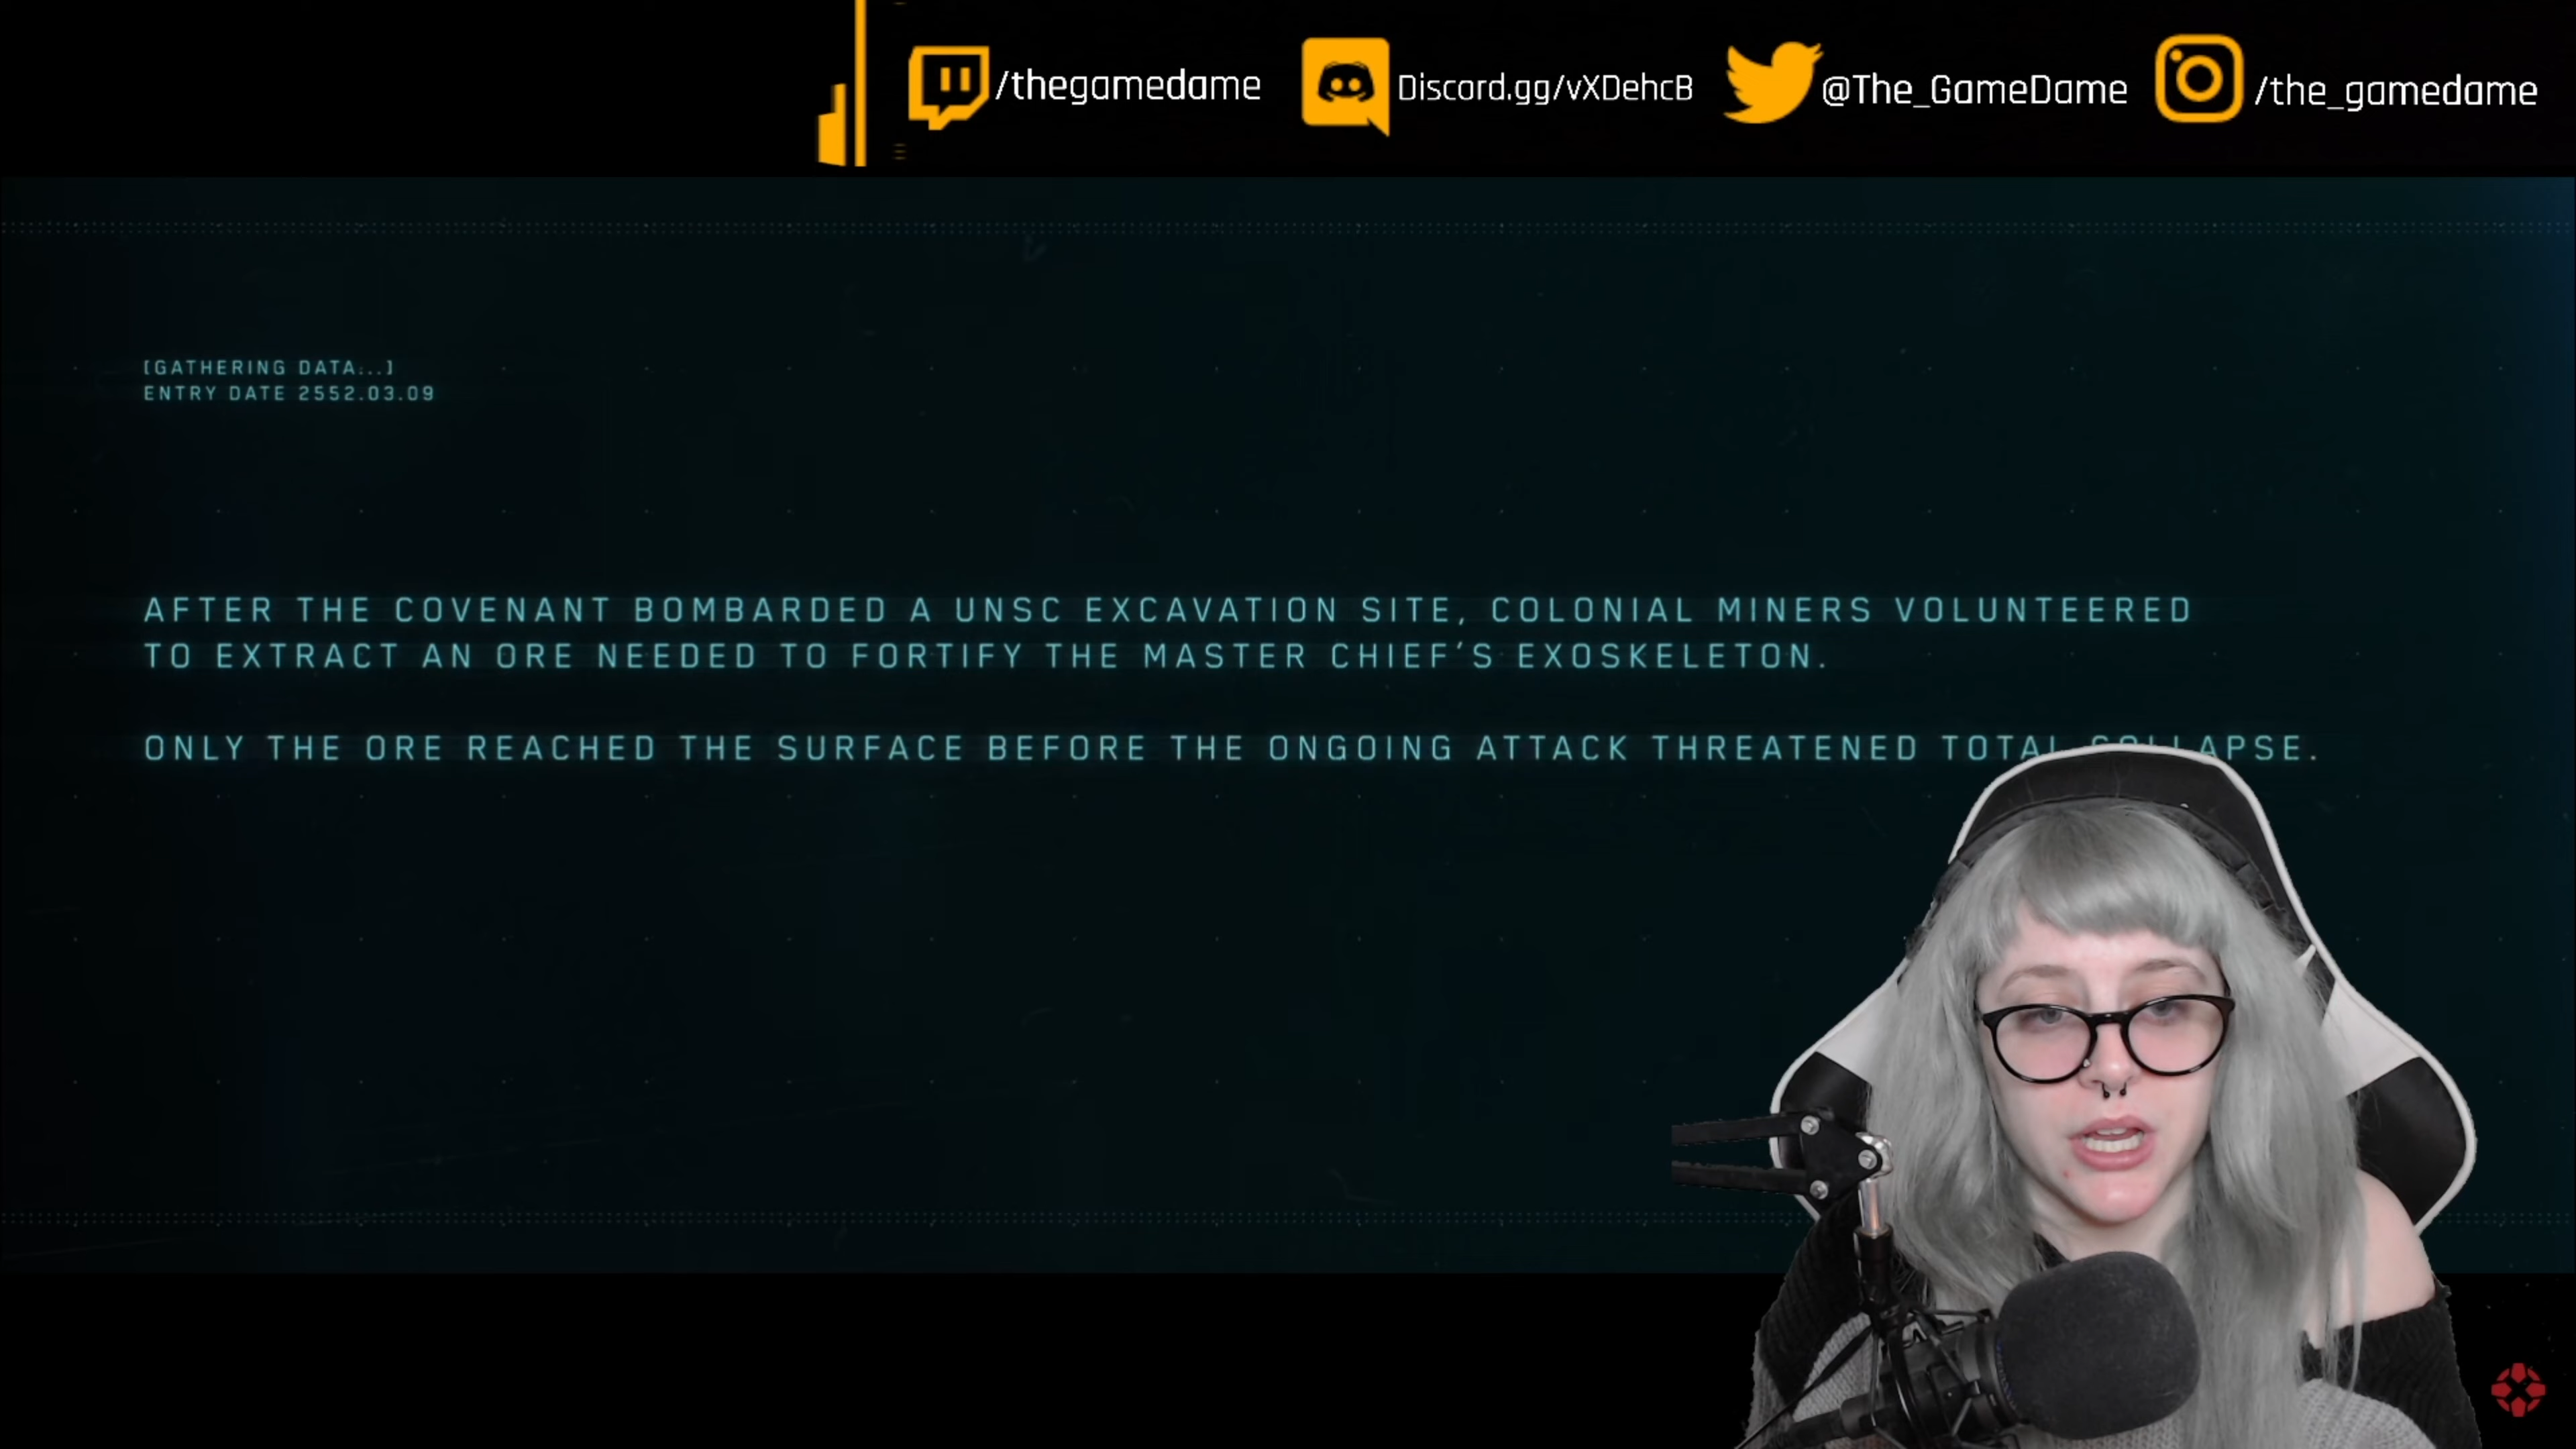 /thegamedame Discord.gg/vXDehcB @The_GameDame /the_gamedame
[GATHERING DATA...]
ENTRY DATE 2552.03.09
AFTER THE COVENANT BOMBARDED A UNSC EXCAVATION SITE, COLONIAL MINERS VOLUNTEERED
TO EXTRACT AN ORE NEEDED TO FORTIFY THE MASTER CHIEF'S EXOSKELETON.
ONLY THE ORE REACHED THE SURFACE BEFORE THE ONGOING ATTACK THREATENED TOTAL COLLAPSE.